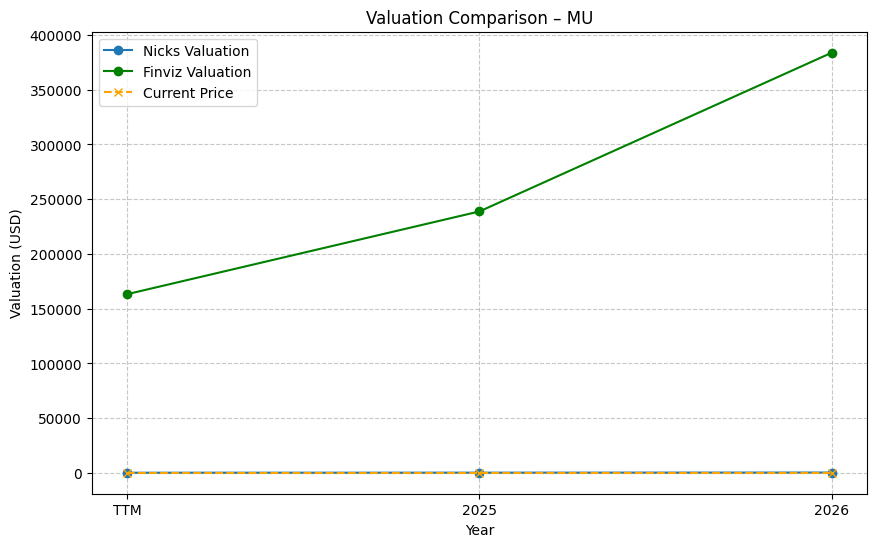 Valuation Comparison – MU
Nicks Valuation
Finviz Valuation
Current Price
Valuation (USD)
400000
350000
300000
250000
200000
150000
100000
50000
0
TTM
2025
2026
Year